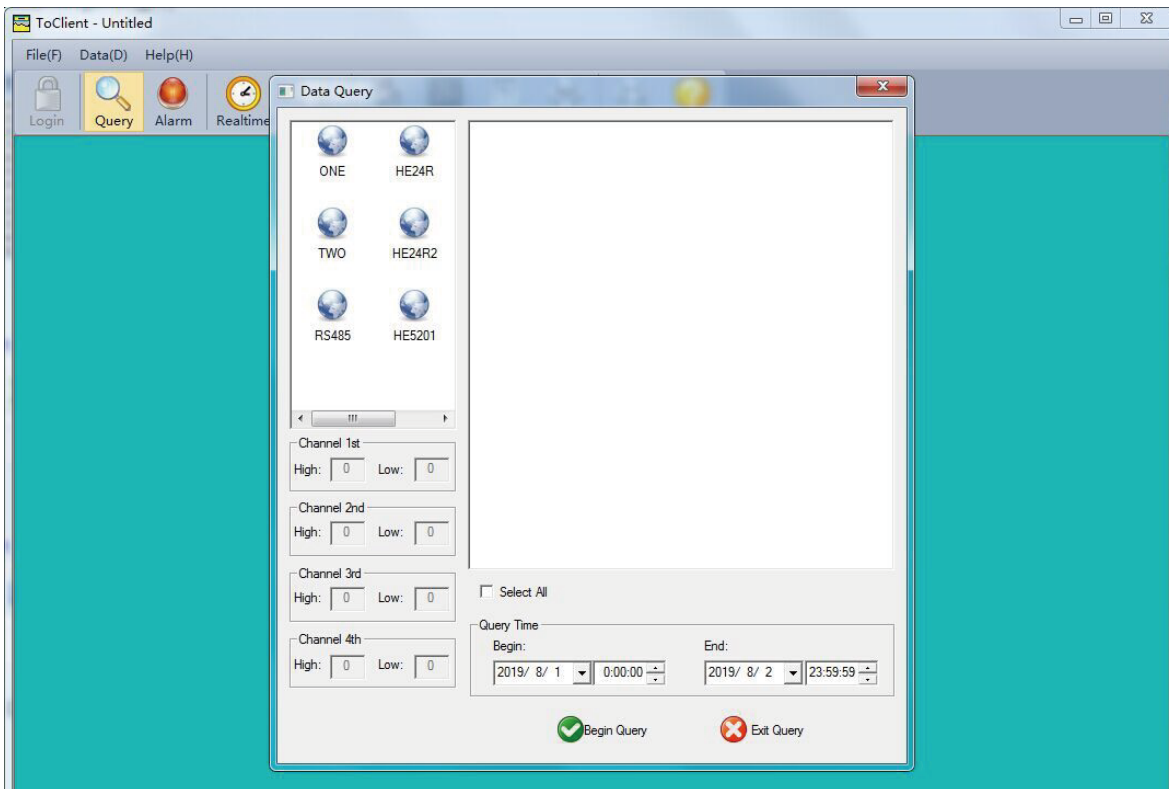 ToClient - Untitled
File(F) Data(D) Help(H)
Login Query Alarm Realtime
Data Query
ONE HE24R
TWO HE24R2
RS485 HE5201
Channel 1st
High: 0 Low: 0
Channel 2nd
High: 0 Low: 0
Channel 3rd
High: 0 Low: 0
Channel 4th
High: 0 Low: 0
Select All
Query Time
Begin: End:
2019/ 8/ 1 0:00:00 2019/ 8/ 2 23:59:59
Begin Query Exit Query